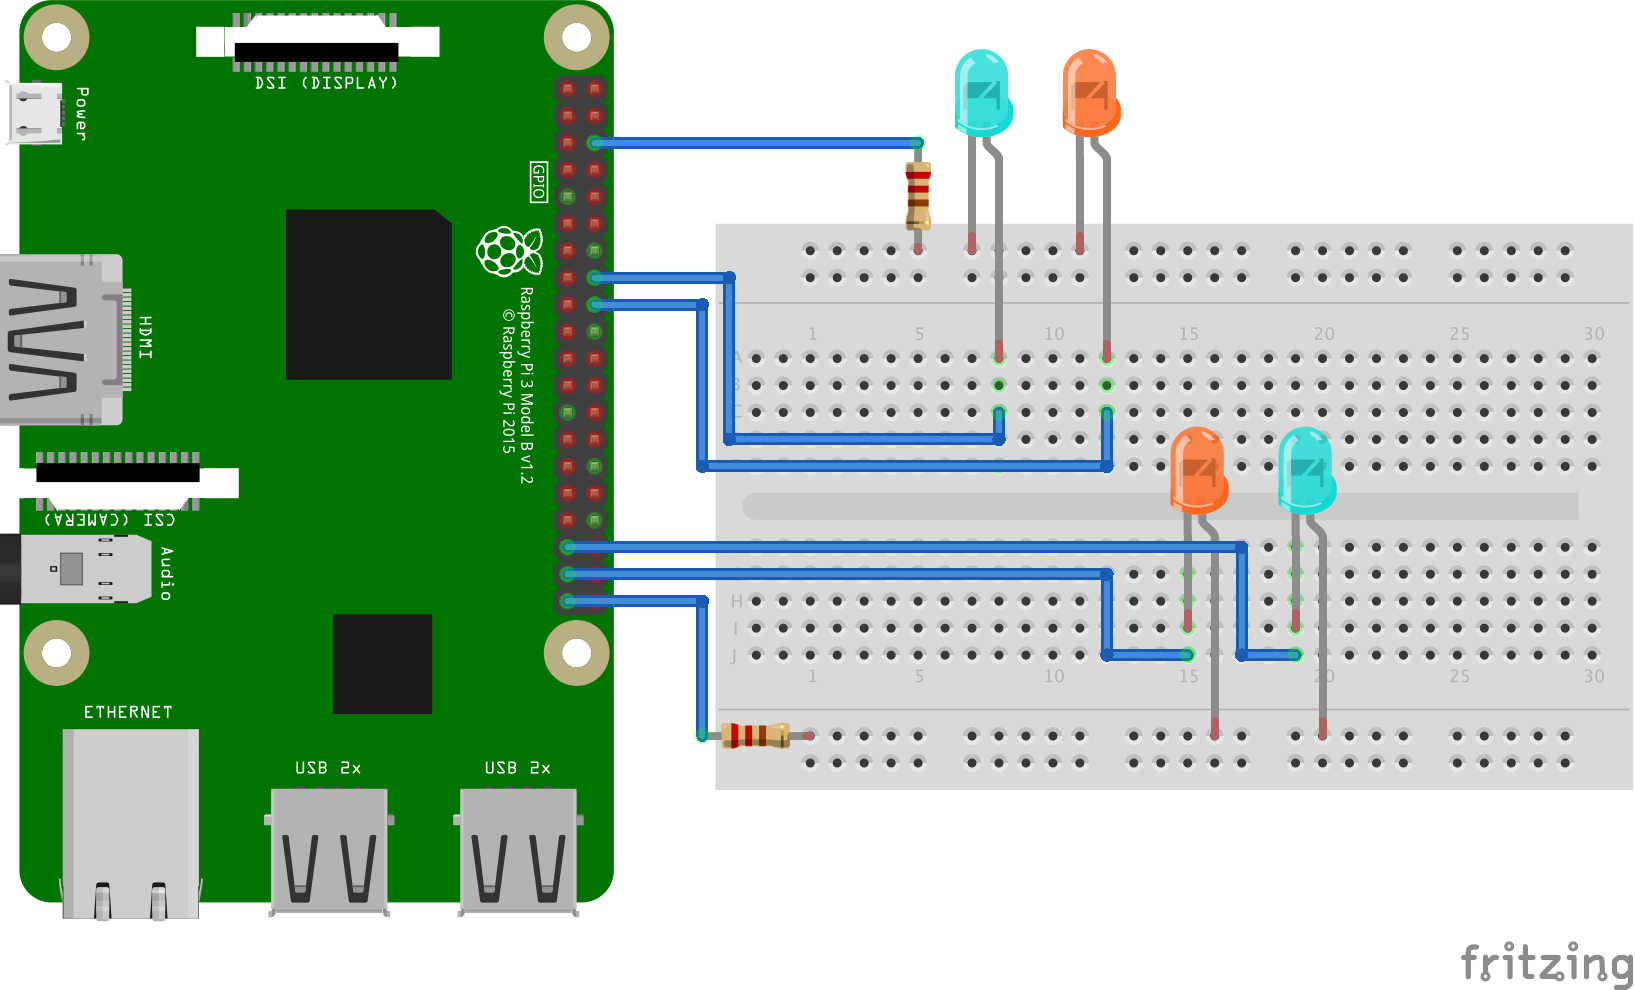 DSI (DISPLAY)
Power
GPIO
HDMI
Raspberry Pi 3 Model B v1.2
© Raspberry Pi 2015
CSI (CAMERA)
Audio
ETHERNET
USB 2x
USB 2x
1 5 10 15 20 25 30
A
B
C
H
I
J
1 5 10 15 20 25 30
fritzing